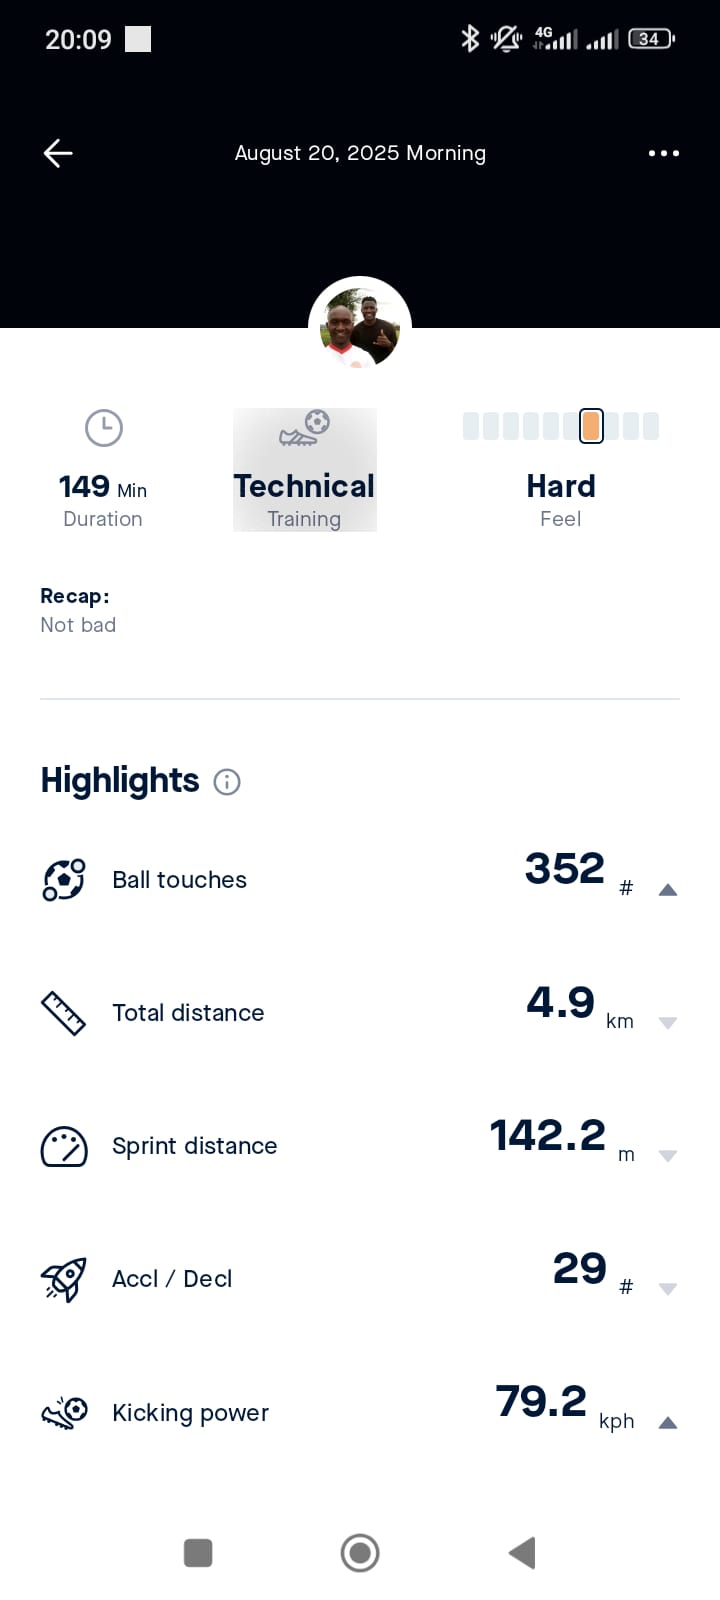 20:09
4G
34
August 20, 2025 Morning
149 Min
Duration
Technical
Training
Hard
Feel
Recap:
Not bad
Highlights
Ball touches
352 #
Total distance
4.9 km
Sprint distance
142.2 m
Accl / Decl
29 #
Kicking power
79.2 kph